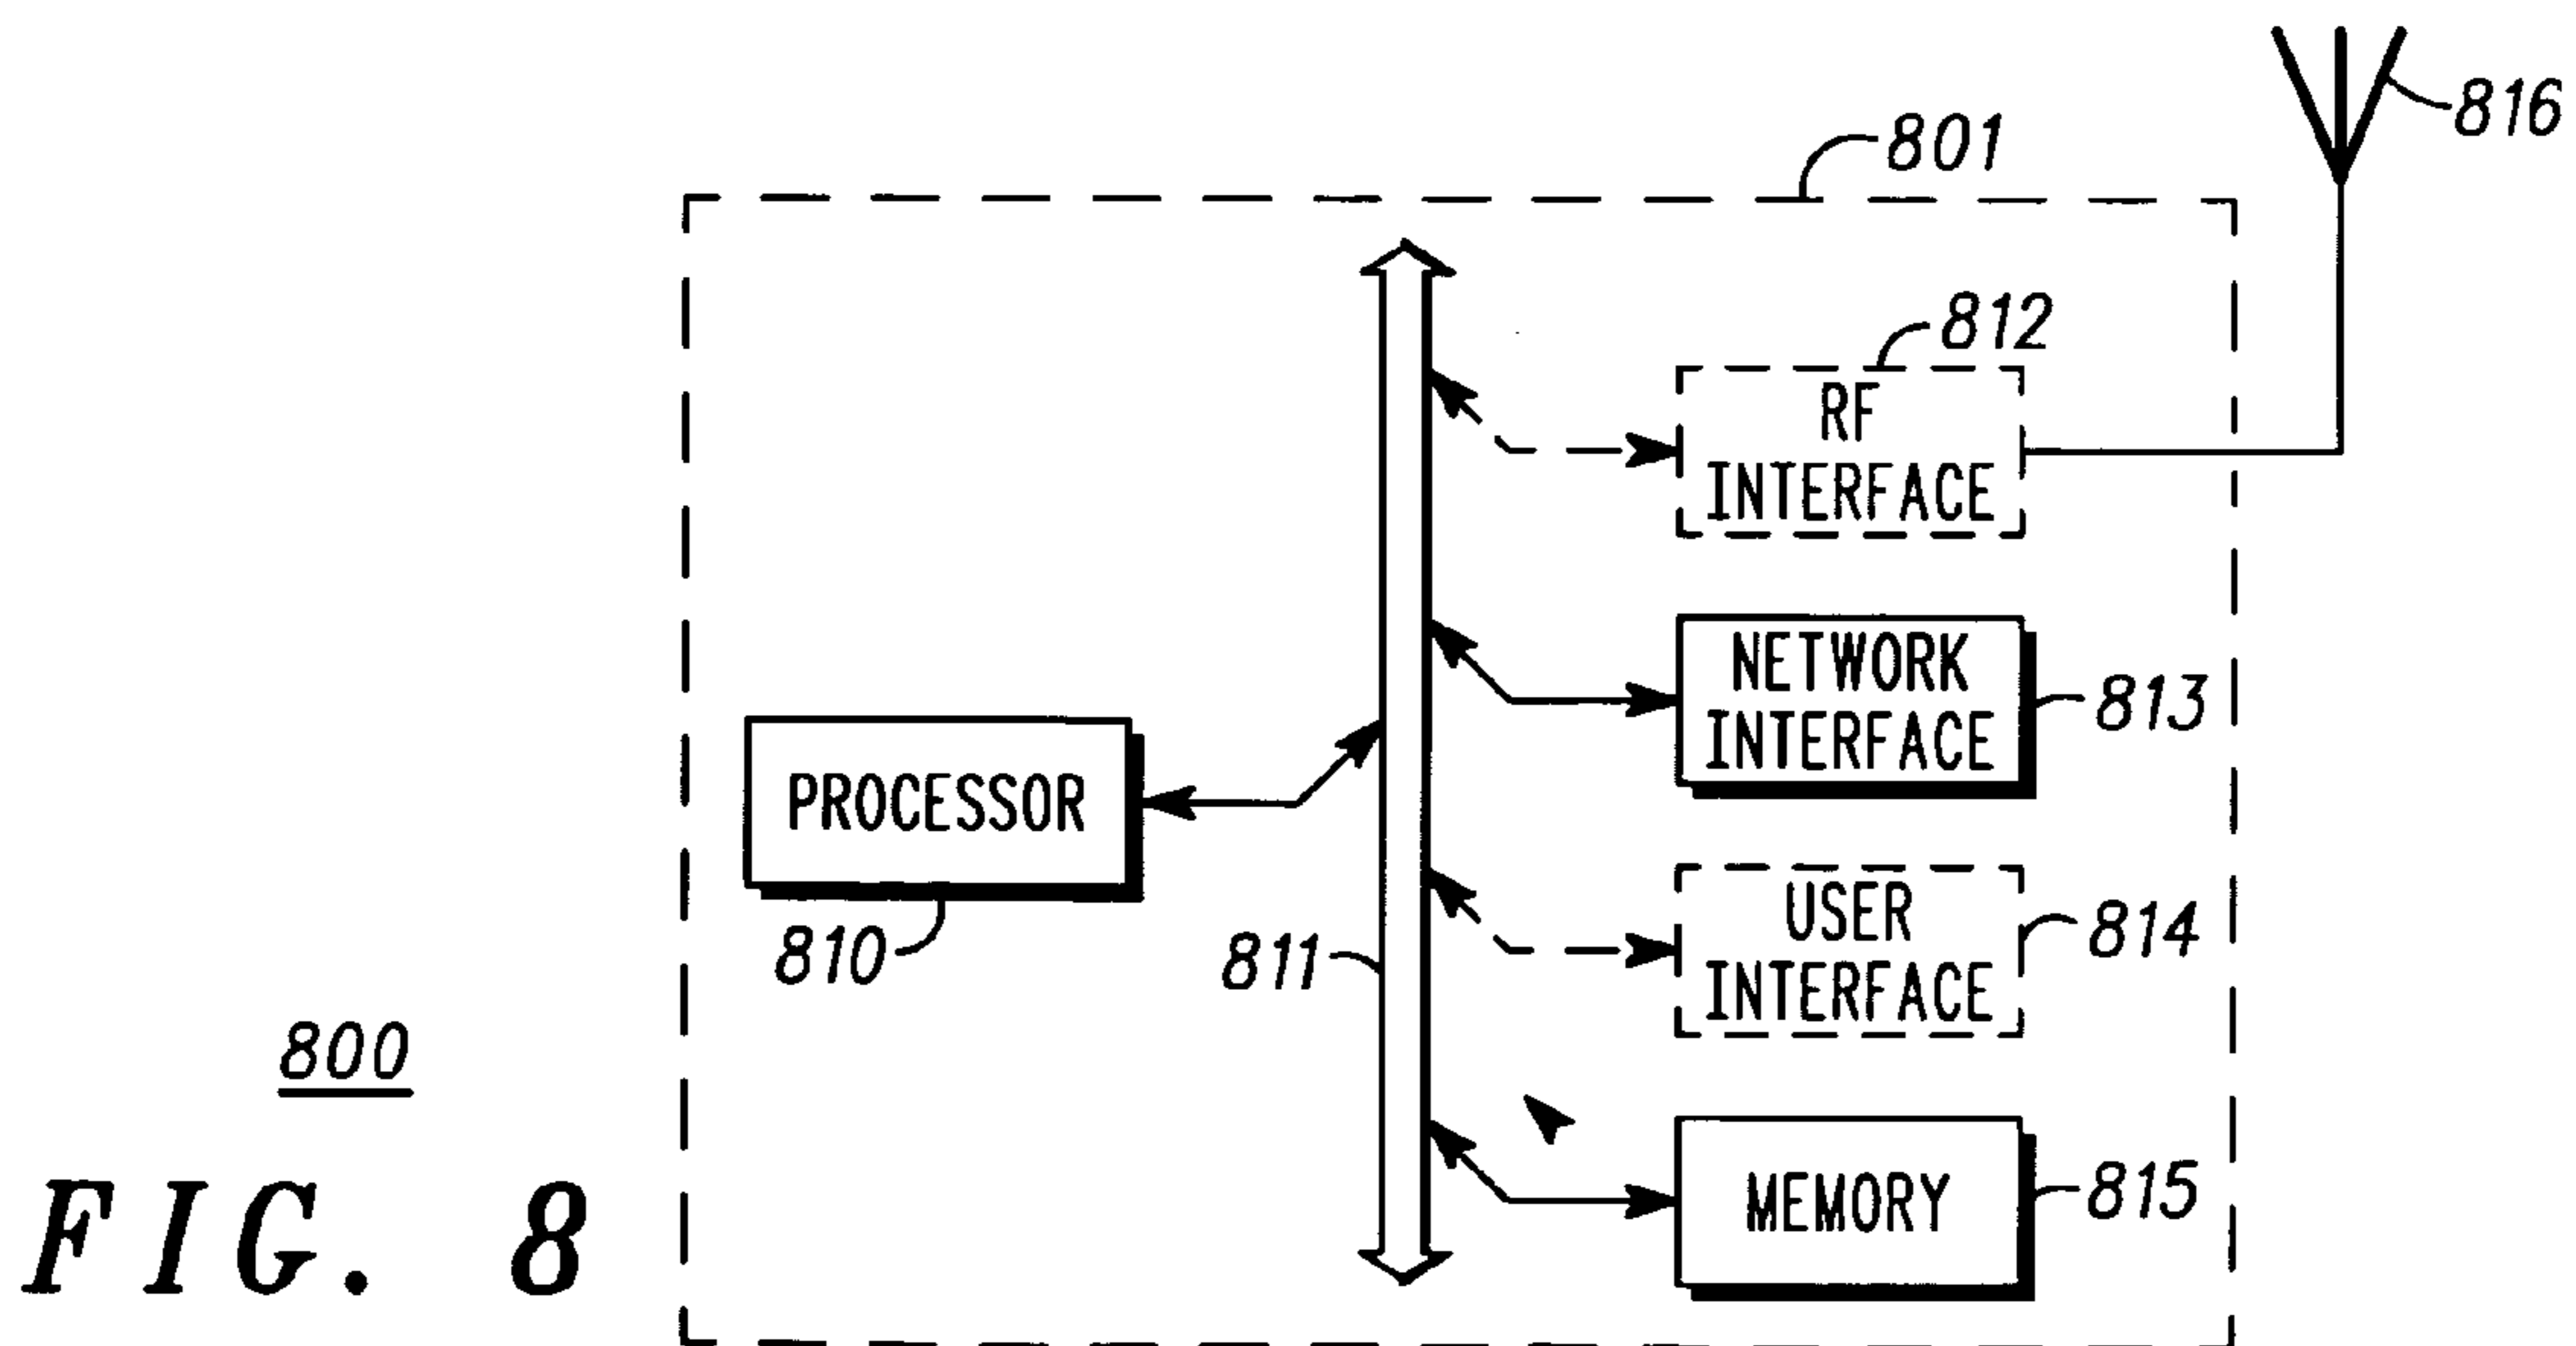 816
801
812
RF
INTERFACE
NETWORK
INTERFACE
813
PROCESSOR
810
811
USER
INTERFACE
814
MEMORY
815
800
FIG. 8